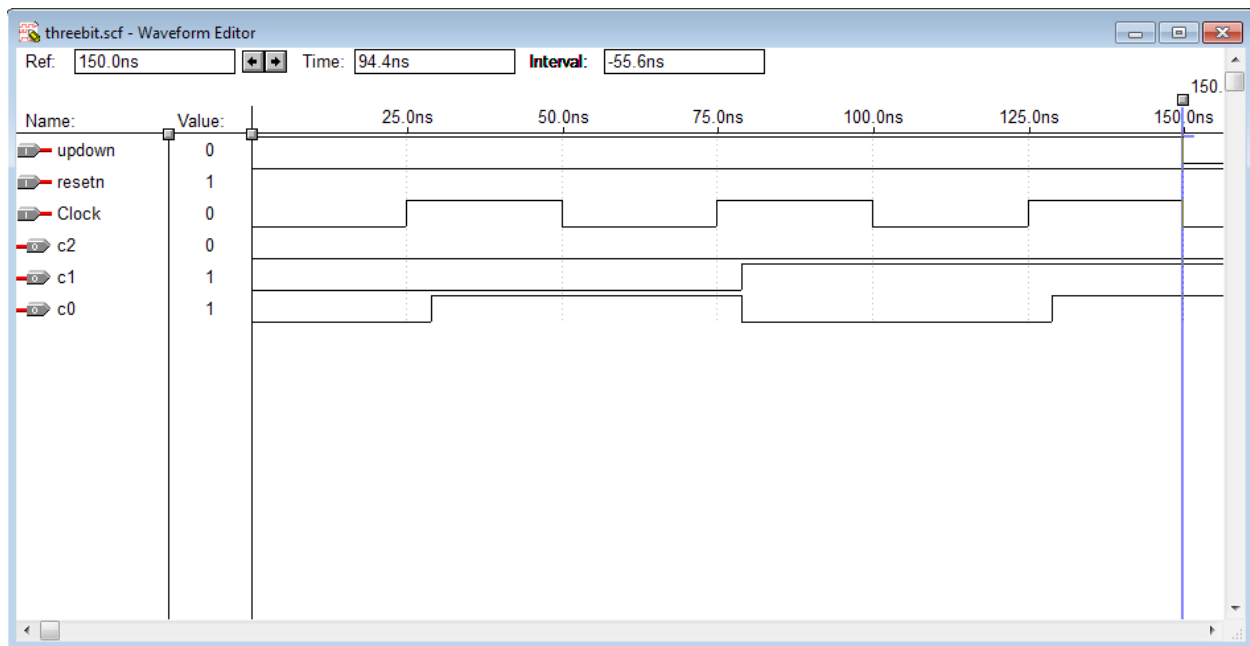 threebit.scf - Waveform Editor
Ref: 150.0ns Time: 94.4ns Interval: -55.6ns
150.
Name: Value: 25.0ns 50.0ns 75.0ns 100.0ns 125.0ns 150.0ns
updown 0
resetn 1
Clock 0
c2 0
c1 1
c0 1